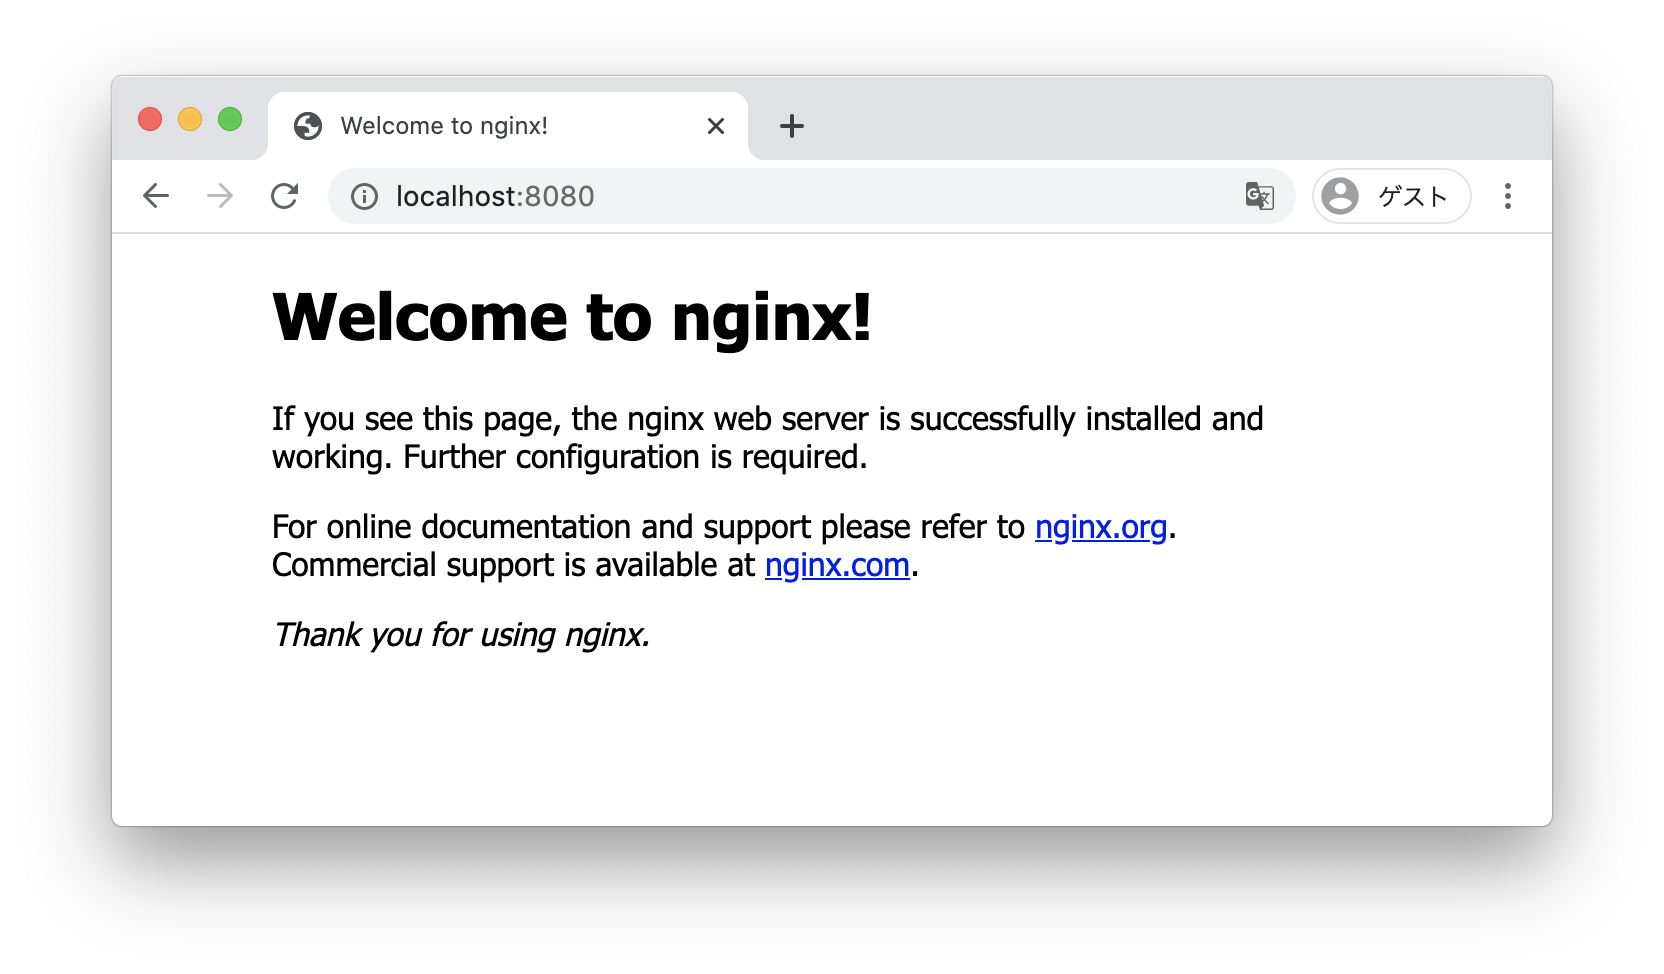 Welcome to nginx!
localhost:8080
ゲスト
Welcome to nginx!
If you see this page, the nginx web server is successfully installed and
working. Further configuration is required.
For online documentation and support please refer to nginx.org.
Commercial support is available at nginx.com.
Thank you for using nginx.